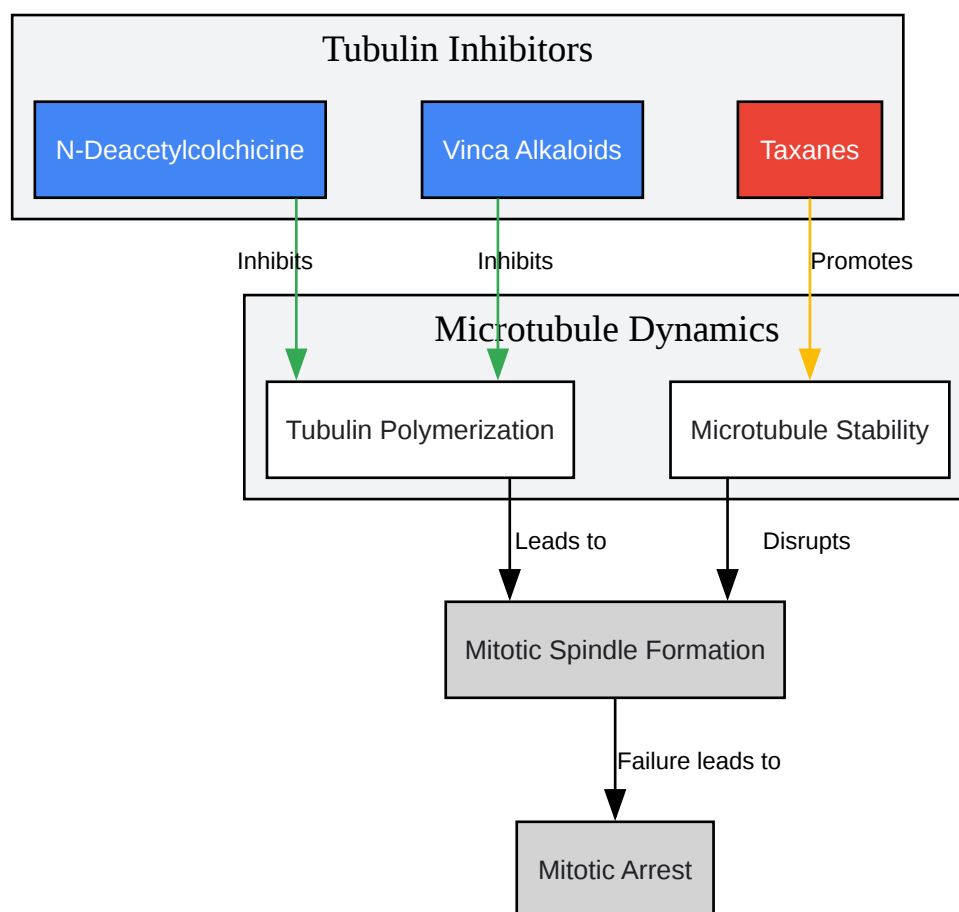 Tubulin Inhibitors
N-Deacetylcolchicine
Vinca Alkaloids
Taxanes
Inhibits
Inhibits
Promotes
Microtubule Dynamics
Tubulin Polymerization
Microtubule Stability
Leads to
Disrupts
Mitotic Spindle Formation
Failure leads to
Mitotic Arrest